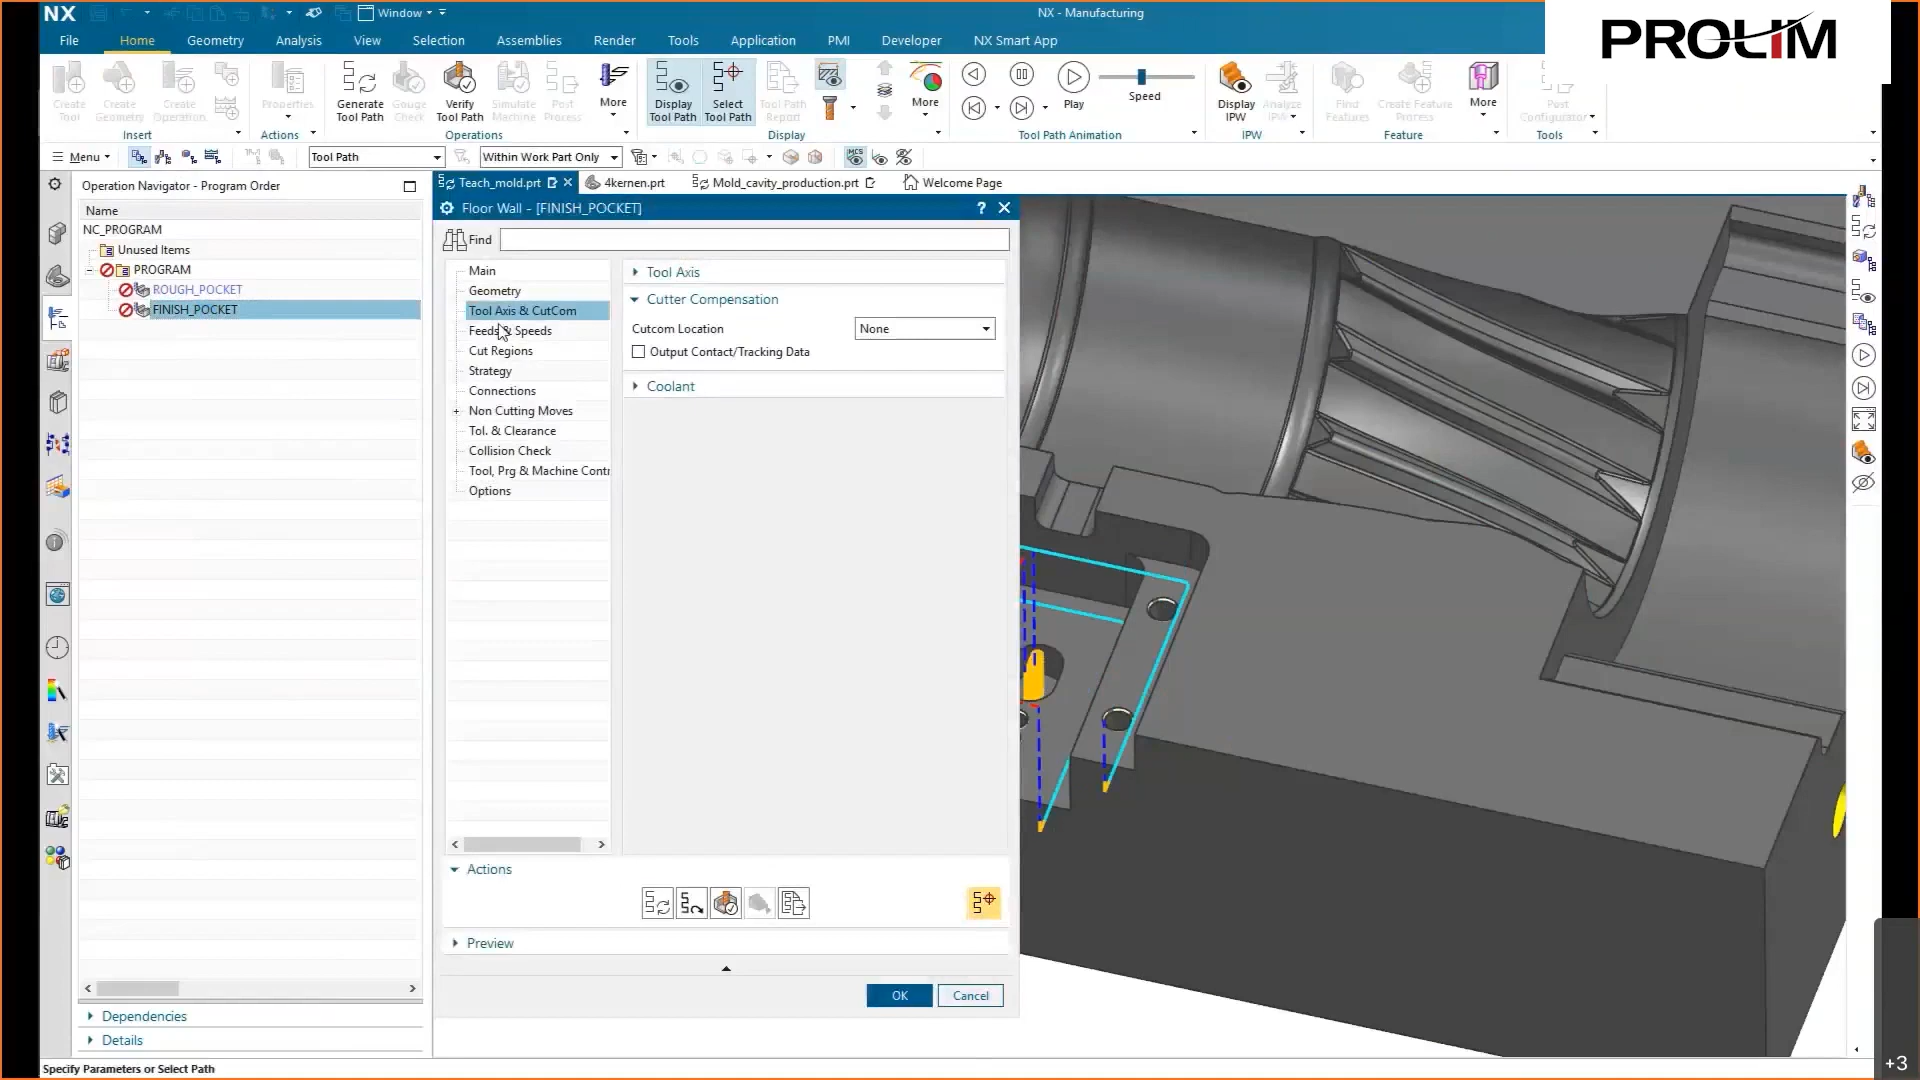 NX
Window
NX - Manufacturing
PROLIM
File
Home
Geometry
Analysis
View
Selection
Assemblies
Render
Tools
Application
PMI
Developer
NX Smart App
Create Tool
Create Geometry
Create Operation
Properties
Generate Tool Path
Gouge Check
Verify Tool Path
Simulate Machine
Post Process
More
Display Tool Path
Select Tool Path
Tool Path Report
More
Play
Speed
Display IPW
Analyze IPW
Find Features
Create Feature Process
More
Post Configurator
Insert
Actions
Operations
Display
Tool Path Animation
IPW
Feature
Tools
Menu
Tool Path
Within Work Part Only
MCS
Operation Navigator - Program Order
Teach_mold.prt
4kernen.prt
Mold_cavity_production.prt
Welcome Page
Name
NC_PROGRAM
Unused Items
PROGRAM
ROUGH_POCKET
FINISH_POCKET
Floor Wall - [FINISH_POCKET]
?
Find
Main
Geometry
Tool Axis & CutCom
Feeds & Speeds
Cut Regions
Strategy
Connections
Non Cutting Moves
Tol. & Clearance
Collision Check
Tool, Prg & Machine Contr
Options
Tool Axis
Cutter Compensation
Cutcom Location
None
Output Contact/Tracking Data
Coolant
Actions
Preview
OK
Cancel
Dependencies
Details
Specify Parameters or Select Path
+3